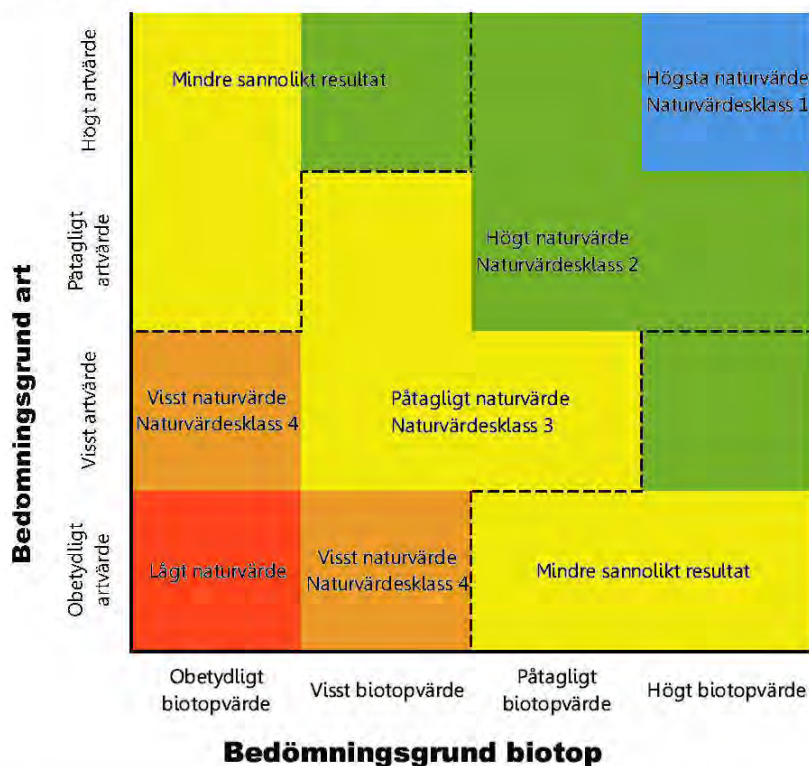 Mindre sannolikt resultat
Högsta naturvärde
Naturvärdesklass 1
Högt naturvärde
Naturvärdesklass 2
Visst naturvärde
Naturvärdesklass 4
Påtagligt naturvärde
Naturvärdesklass 3
Lågt naturvärde
Visst naturvärde
Naturvärdesklass 4
Mindre sannolikt resultat
Bedömningsgrund art
Högt artvärde
Påtagligt
artvärde
Visst artvärde
Obetydligt
artvärde
Obetydligt
biotopvärde
Visst biotopvärde
Påtagligt
biotopvärde
Högt biotopvärde
Bedömningsgrund biotop